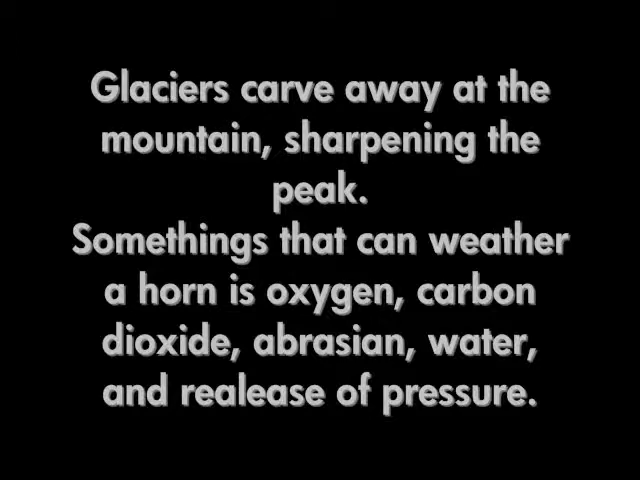 Glaciers carve away at the
mountain, sharpening the
peak.
Somethings that can weather
a horn is oxygen, carbon
dioxide, abrasian, water,
and realease of pressure.